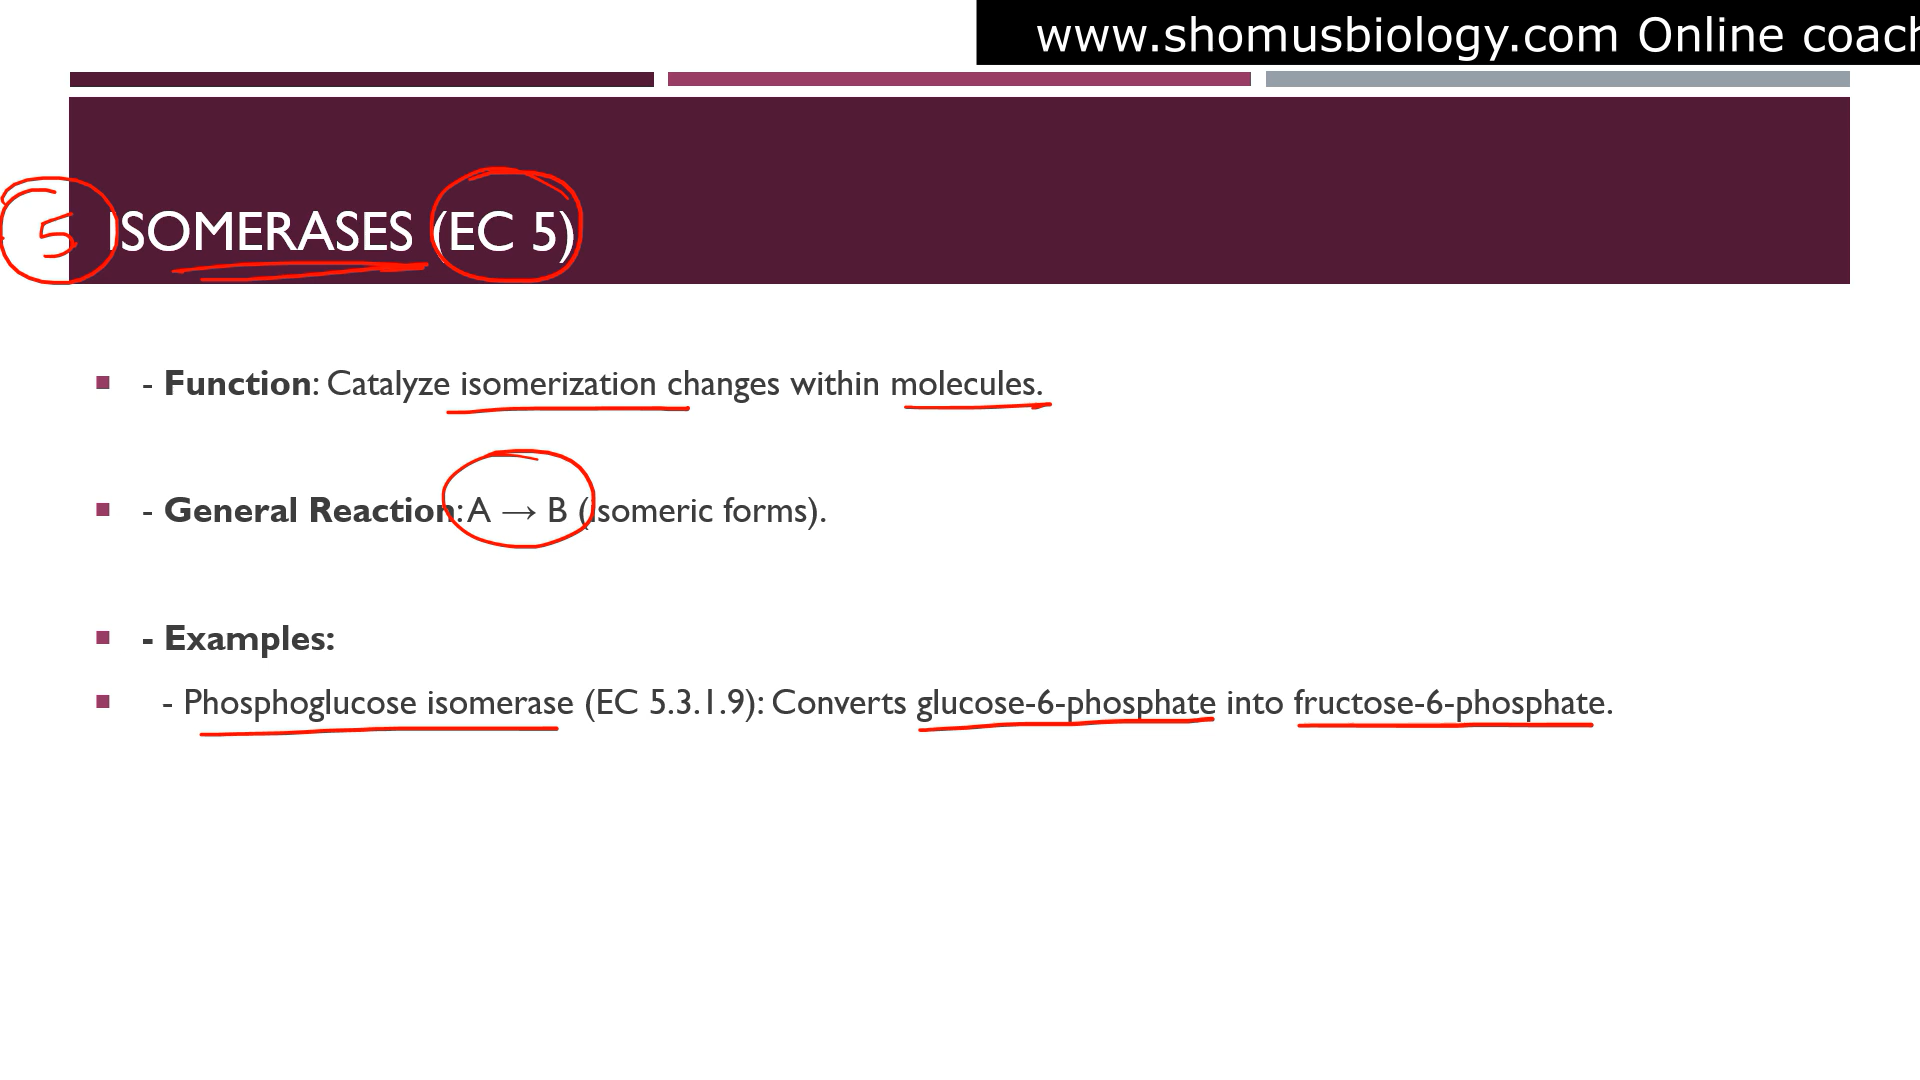 www.shomusbiology.com Online coach
5 ISOMERASES (EC 5)
- Function: Catalyze isomerization changes within molecules.
- General Reaction: A → B (isomeric forms).
- Examples:
- Phosphoglucose isomerase (EC 5.3.1.9): Converts glucose-6-phosphate into fructose-6-phosphate.